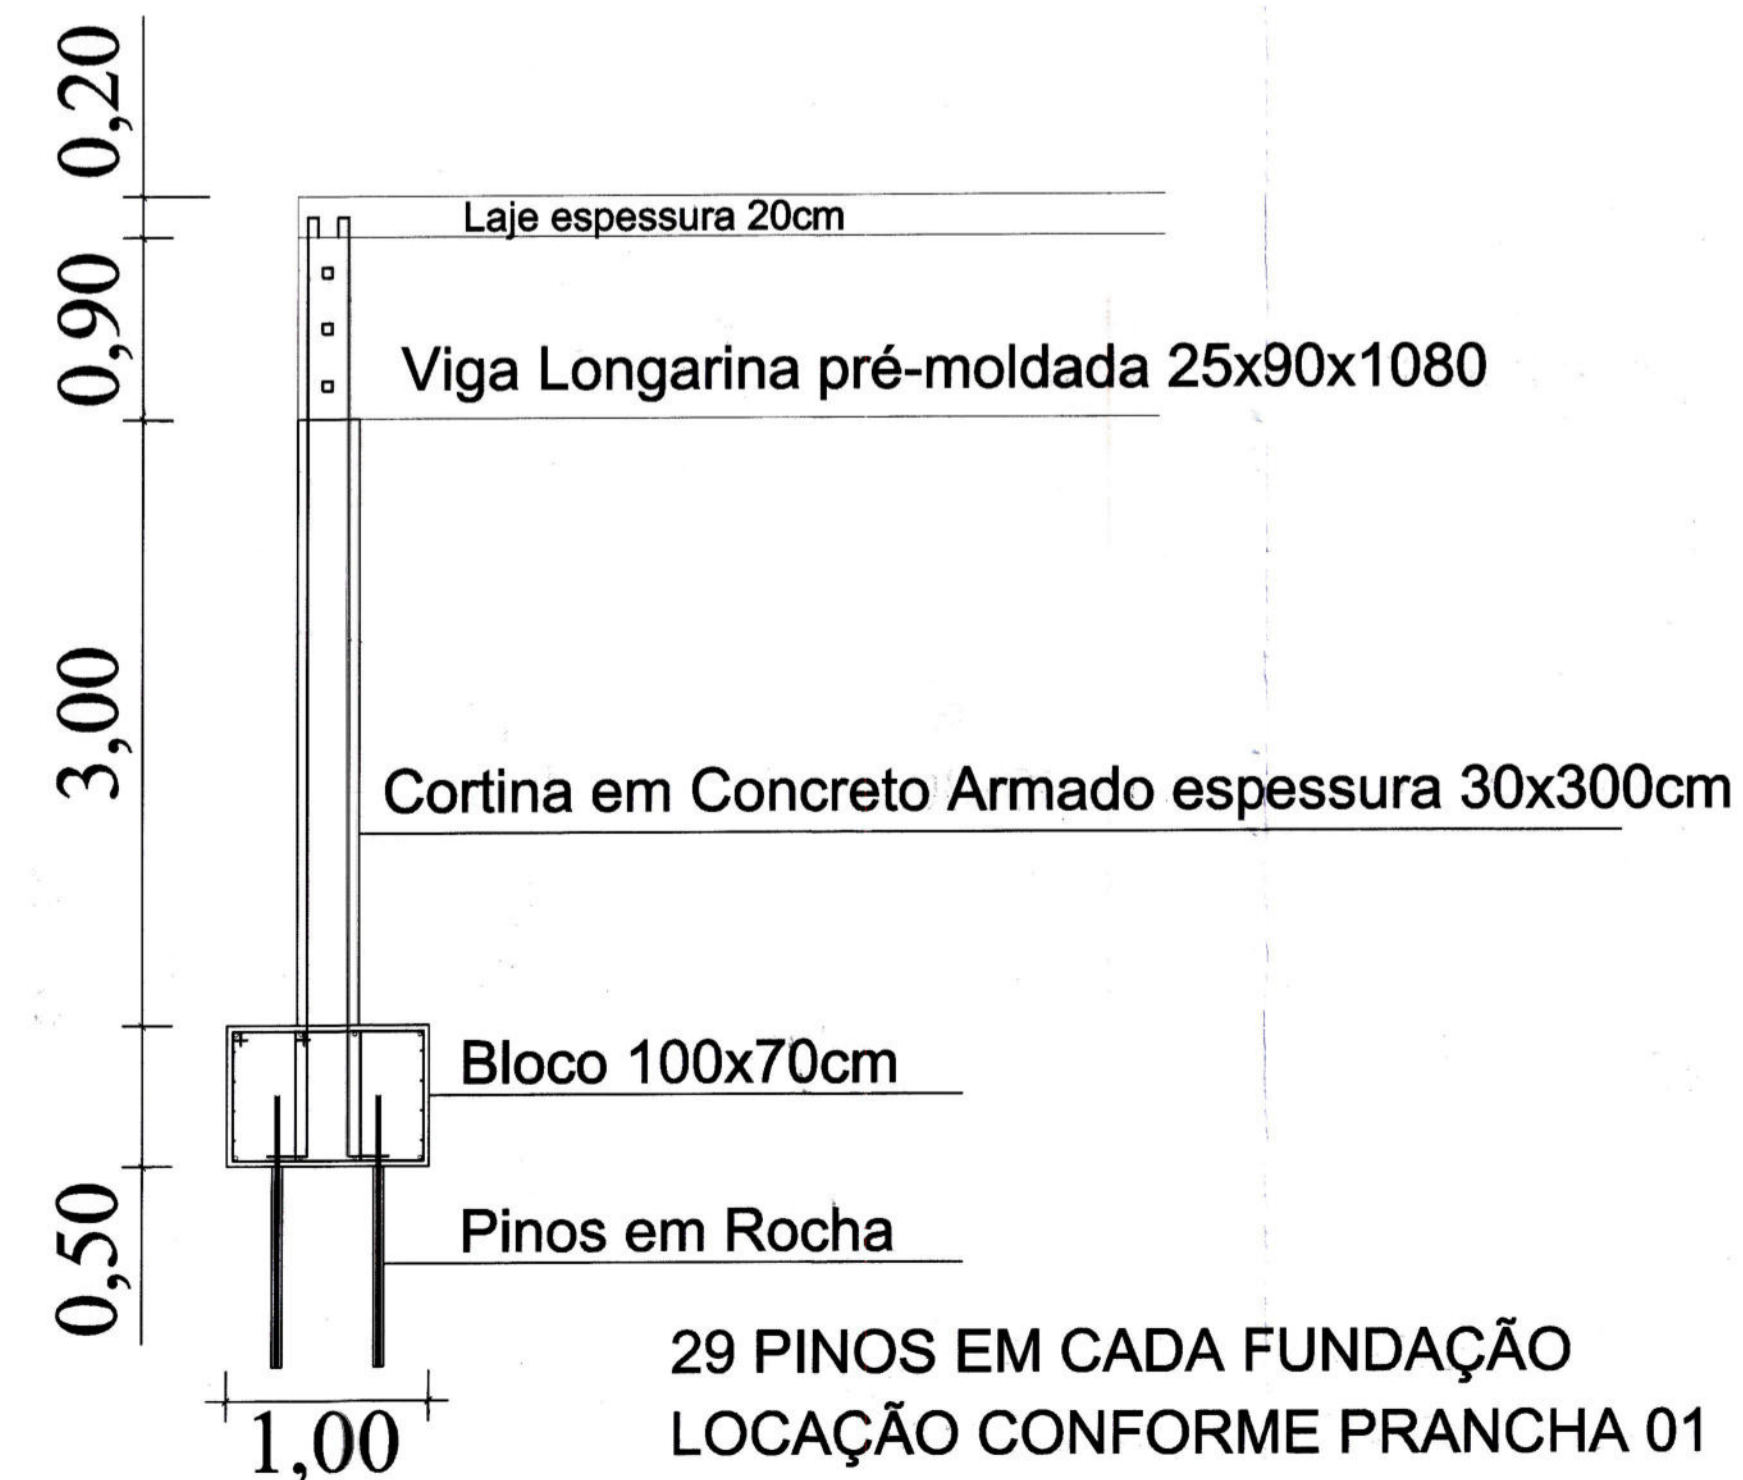 0,20
Laje espessura 20cm
0,90
Viga Longarina pré-moldada 25x90x1080
3,00
Cortina em Concreto Armado espessura 30x300cm
Bloco 100x70cm
0,50
Pinos em Rocha
29 PINOS EM CADA FUNDAÇÃO
LOCAÇÃO CONFORME PRANCHA 01
1,00